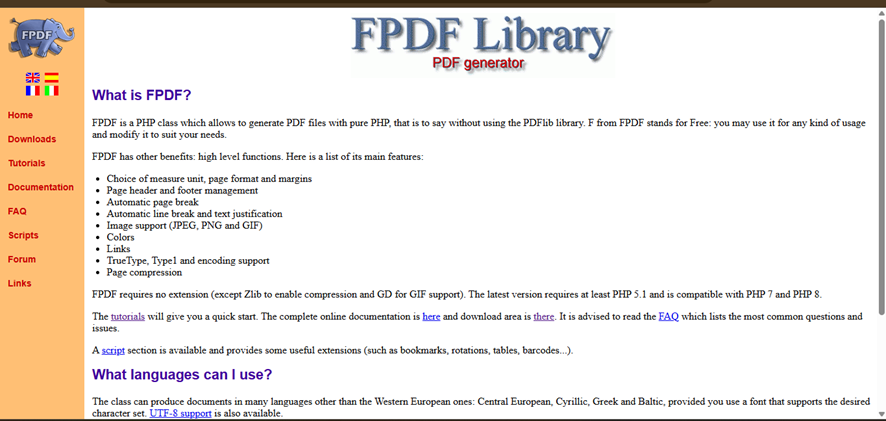 FPDF
FPDF Library
PDF generator
Home
Downloads
Tutorials
Documentation
FAQ
Scripts
Forum
Links
What is FPDF?
FPDF is a PHP class which allows to generate PDF files with pure PHP, that is to say without using the PDFlib library. F from FPDF stands for Free: you may use it for any kind of usage
and modify it to suit your needs.
FPDF has other benefits: high level functions. Here is a list of its main features:
• Choice of measure unit, page format and margins
• Page header and footer management
• Automatic page break
• Automatic line break and text justification
• Image support (JPEG, PNG and GIF)
• Colors
• Links
• TrueType, Type1 and encoding support
• Page compression
FPDF requires no extension (except Zlib to enable compression and GD for GIF support). The latest version requires at least PHP 5.1 and is compatible with PHP 7 and PHP 8.
The tutorials will give you a quick start. The complete online documentation is here and download area is there. It is advised to read the FAQ which lists the most common questions and
issues.
A script section is available and provides some useful extensions (such as bookmarks, rotations, tables, barcodes...).
What languages can I use?
The class can produce documents in many languages other than the Western European ones: Central European, Cyrillic, Greek and Baltic, provided you use a font that supports the desired
character set. UTF-8 support is also available.